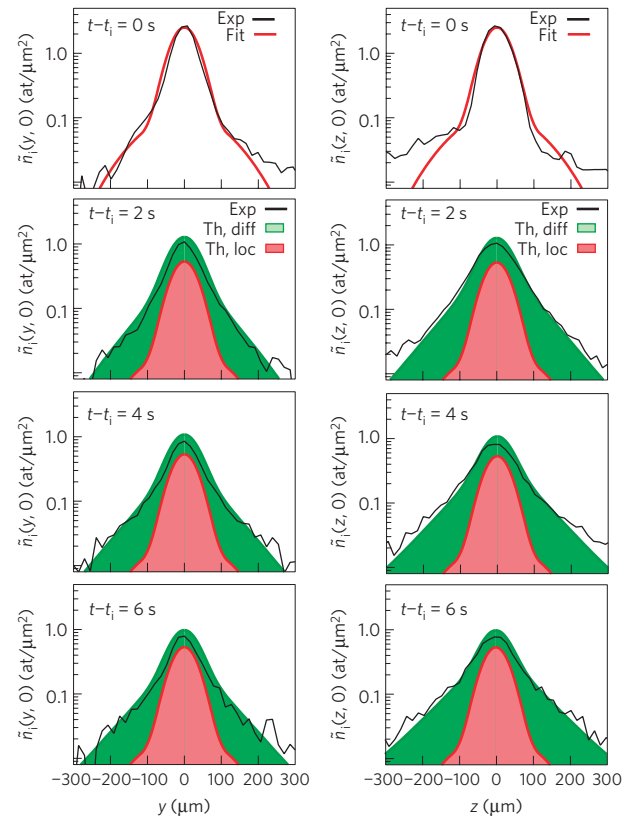 t–tᵢ = 0 s
Exp
Fit
1.0
0.1
ñᵢ(y, 0) (at/μm²)
t–tᵢ = 0 s
Exp
Fit
1.0
0.1
ñᵢ(z, 0) (at/μm²)
t–tᵢ = 2 s
Exp
Th, diff
Th, loc
1.0
0.1
ñᵢ(y, 0) (at/μm²)
t–tᵢ = 2 s
Exp
Th, diff
Th, loc
1.0
0.1
ñᵢ(z, 0) (at/μm²)
t–tᵢ = 4 s
1.0
0.1
ñᵢ(y, 0) (at/μm²)
t–tᵢ = 4 s
1.0
0.1
ñᵢ(z, 0) (at/μm²)
t–tᵢ = 6 s
1.0
0.1
ñᵢ(y, 0) (at/μm²)
−300 −200 −100 0 100 200 300
y (μm)
t–tᵢ = 6 s
1.0
0.1
ñᵢ(z, 0) (at/μm²)
−300 −200 −100 0 100 200 300
z (μm)